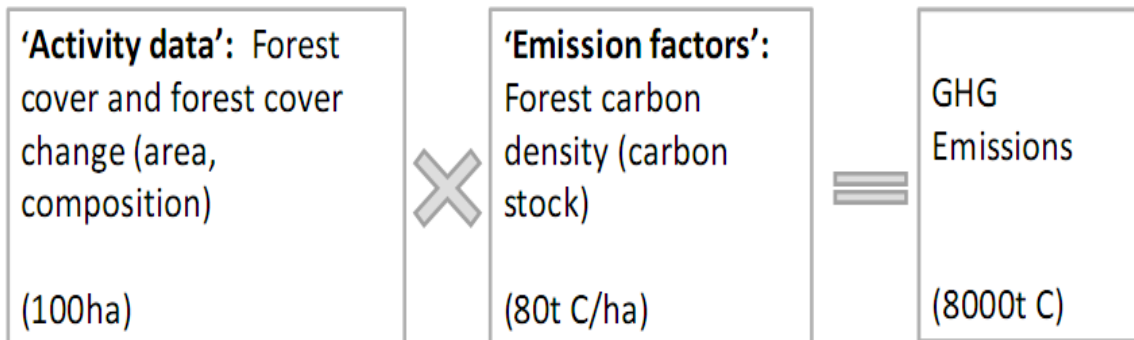 ‘Activity data’: Forest
cover and forest cover
change (area,
composition)
(100ha)
‘Emission factors’:
Forest carbon
density (carbon
stock)
(80t C/ha)
GHG
Emissions
(8000t C)